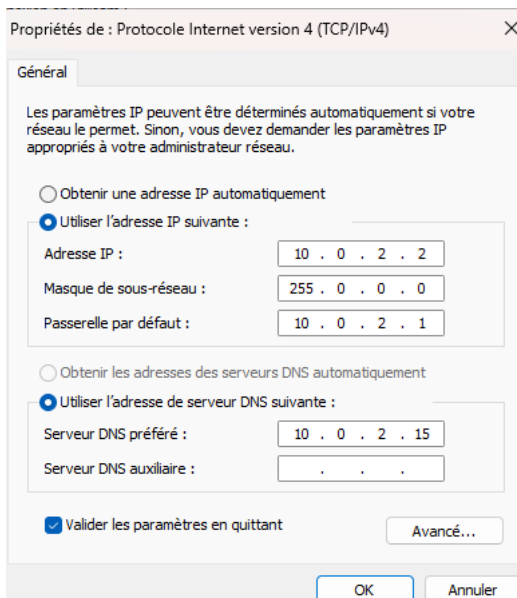 Propriétés de : Protocole Internet version 4 (TCP/IPv4)
Général
Les paramètres IP peuvent être déterminés automatiquement si votre
réseau le permet. Sinon, vous devez demander les paramètres IP
appropriés à votre administrateur réseau.
Obtenir une adresse IP automatiquement
Utiliser l'adresse IP suivante :
Adresse IP : 10 . 0 . 2 . 2
Masque de sous-réseau : 255 . 0 . 0 . 0
Passerelle par défaut : 10 . 0 . 2 . 1
Obtenir les adresses des serveurs DNS automatiquement
Utiliser l'adresse de serveur DNS suivante :
Serveur DNS préféré : 10 . 0 . 2 . 15
Serveur DNS auxiliaire : . . .
Valider les paramètres en quittant
Avancé...
OK Annuler